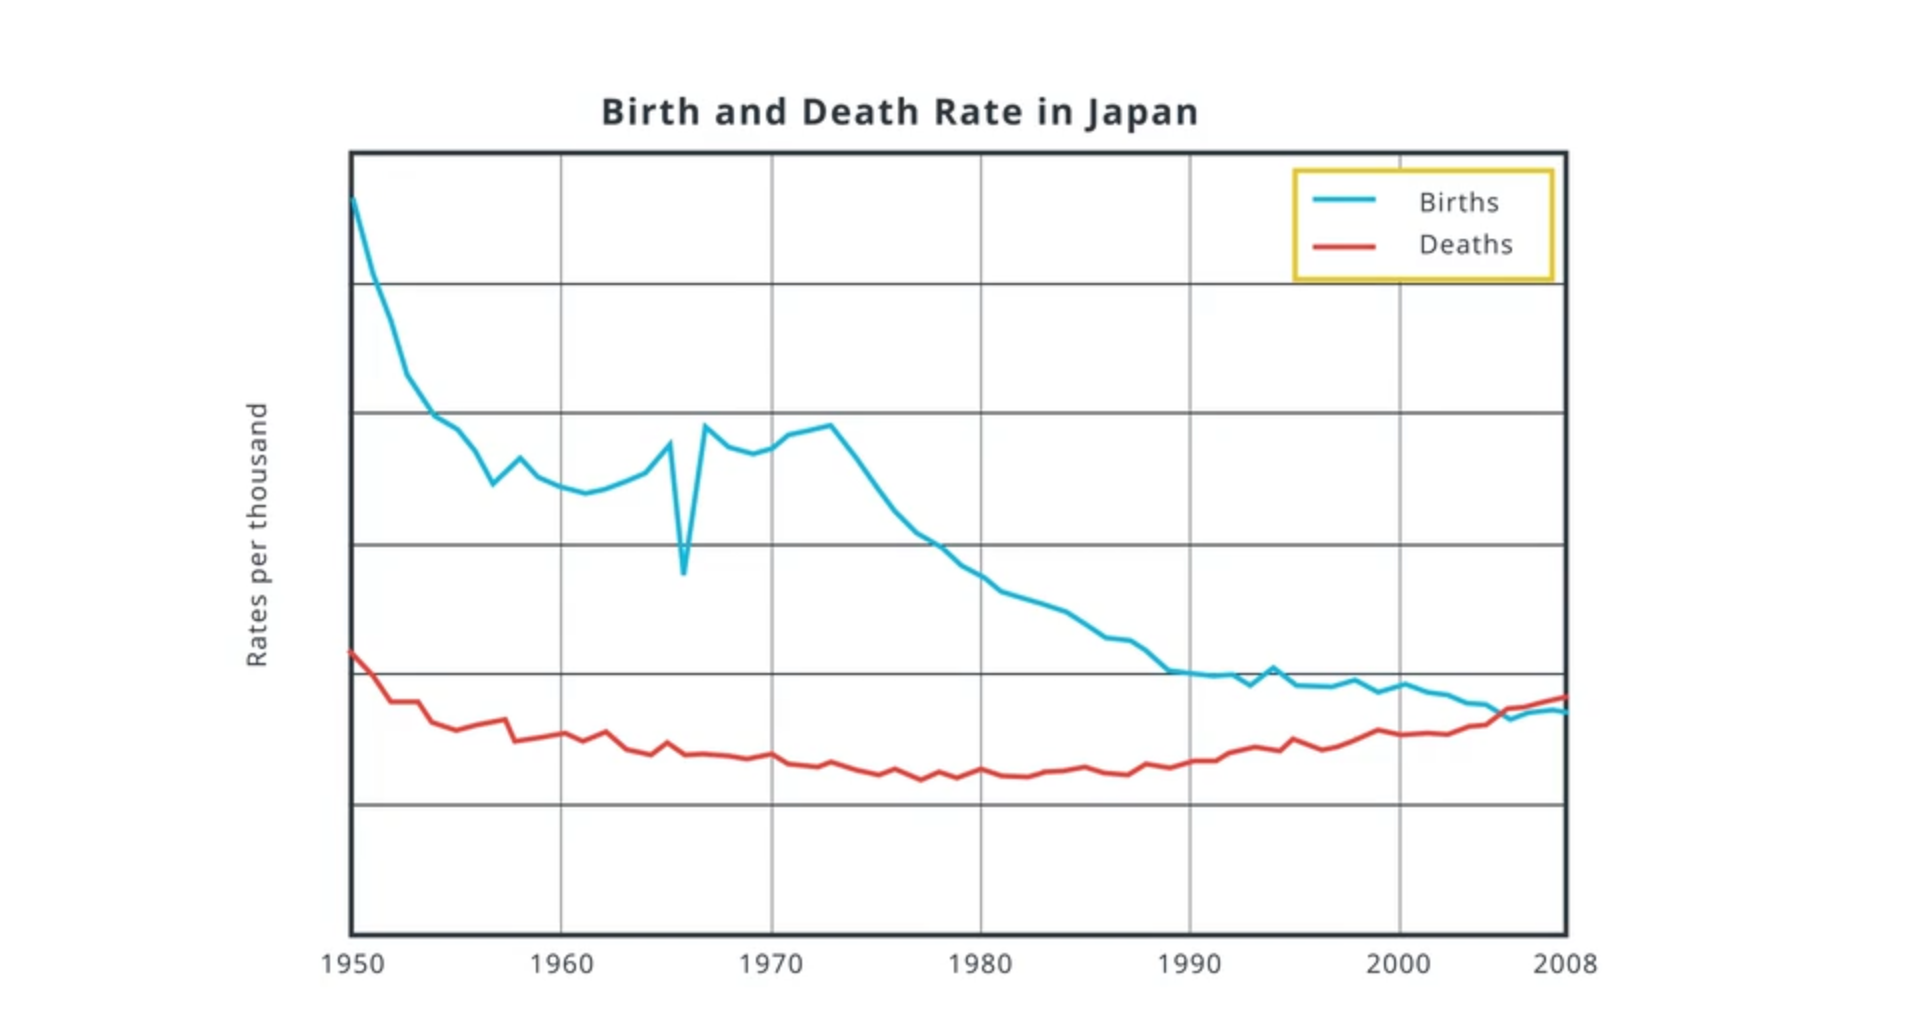 Birth and Death Rate in Japan
Births
Deaths
Rates per thousand
1950 1960 1970 1980 1990 2000 2008